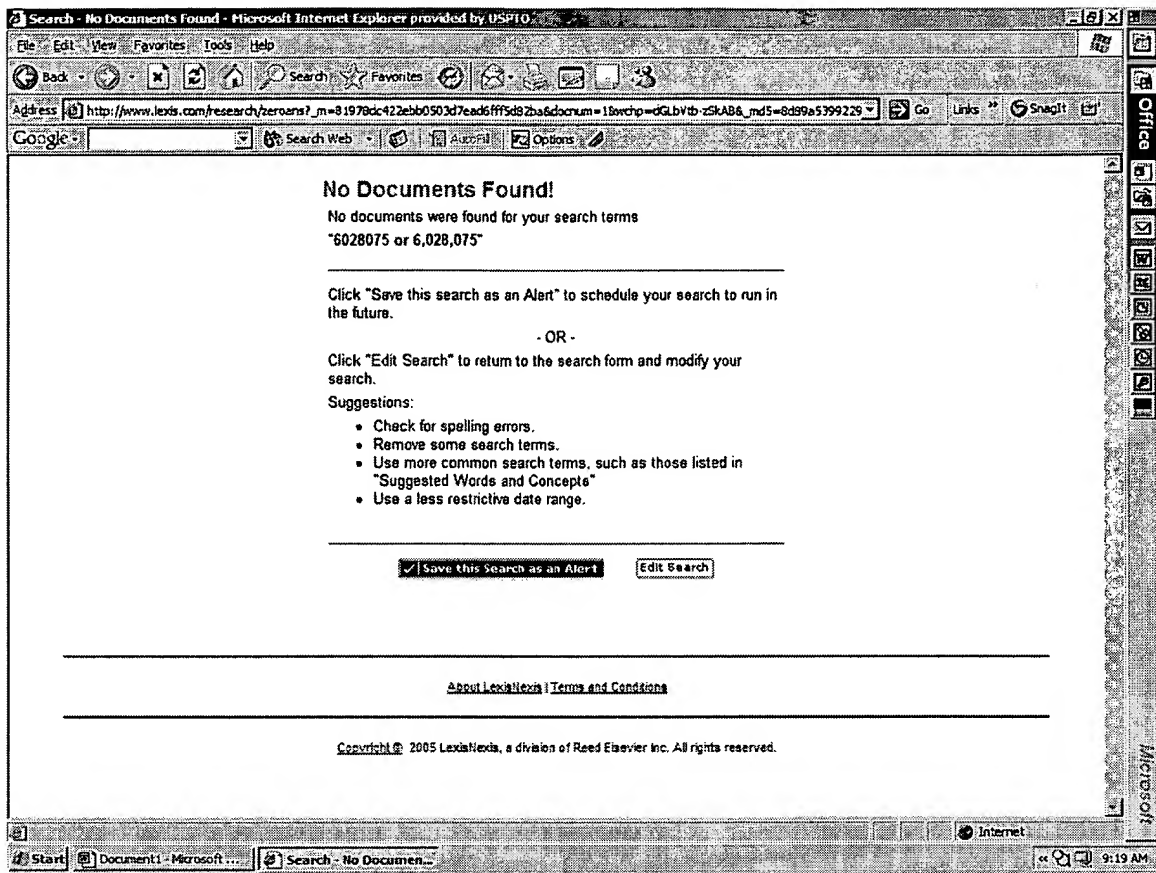 Search - No Documents Found - Microsoft Internet Explorer provided by USPTO
File Edit View Favorites Tools Help
Back Search Favorites
Address http://www.lexis.com/research/zeroans?_m=81978dc422ebb0503d7ead6fff5d82ba&docnum=1&wchp=dGLbVtb-zSkAB&_md5=8d99a5399229 Go Links SnagIt
Google Search Web AutoFill Options
Office
No Documents Found!
No documents were found for your search terms
"6028075 or 6,028,075"
Click "Save this search as an Alert" to schedule your search to run in
the future.
- OR -
Click "Edit Search" to return to the search form and modify your
search.
Suggestions:
• Check for spelling errors.
• Remove some search terms.
• Use more common search terms, such as those listed in
"Suggested Words and Concepts"
• Use a less restrictive date range.
Save this Search as an Alert Edit Search
About LexisNexis | Terms and Conditions
Copyright © 2005 LexisNexis, a division of Reed Elsevier Inc. All rights reserved.
Microsoft
Internet
Start Document1 - Microsoft ... Search - No Documen... « 9:19 AM